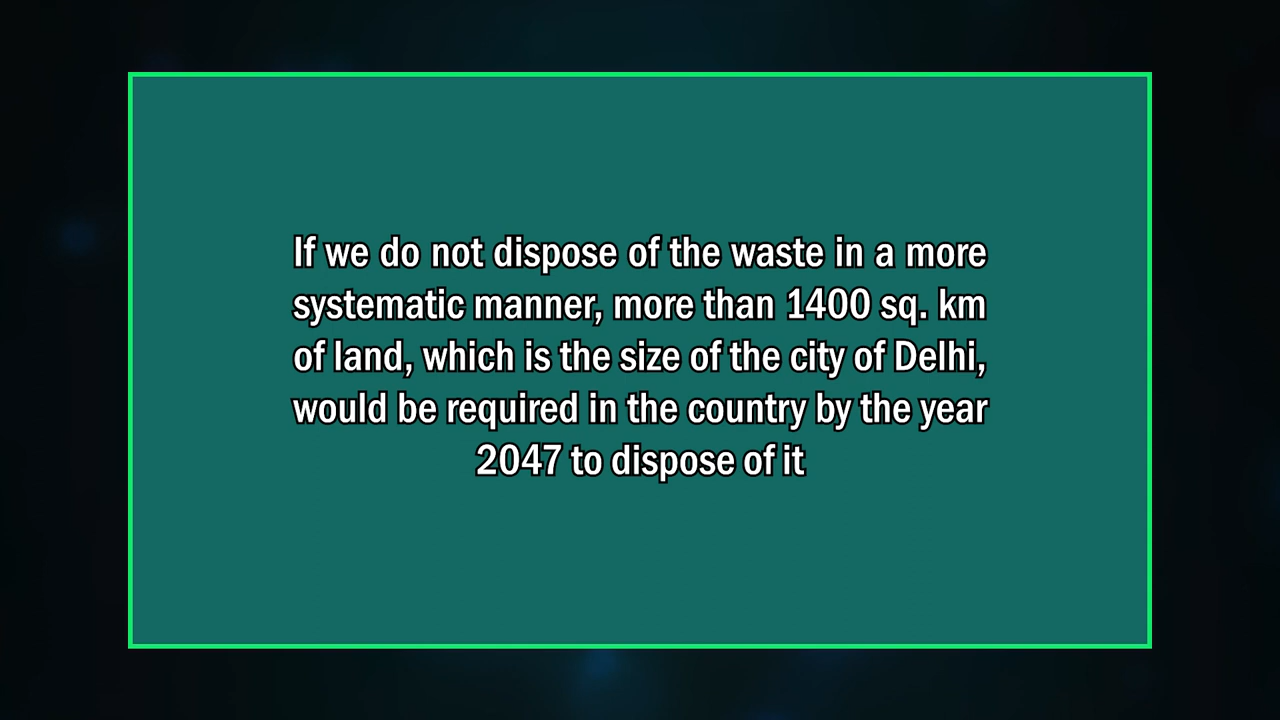 If we do not dispose of the waste in a more
systematic manner, more than 1400 sq. km
of land, which is the size of the city of Delhi,
would be required in the country by the year
2047 to dispose of it